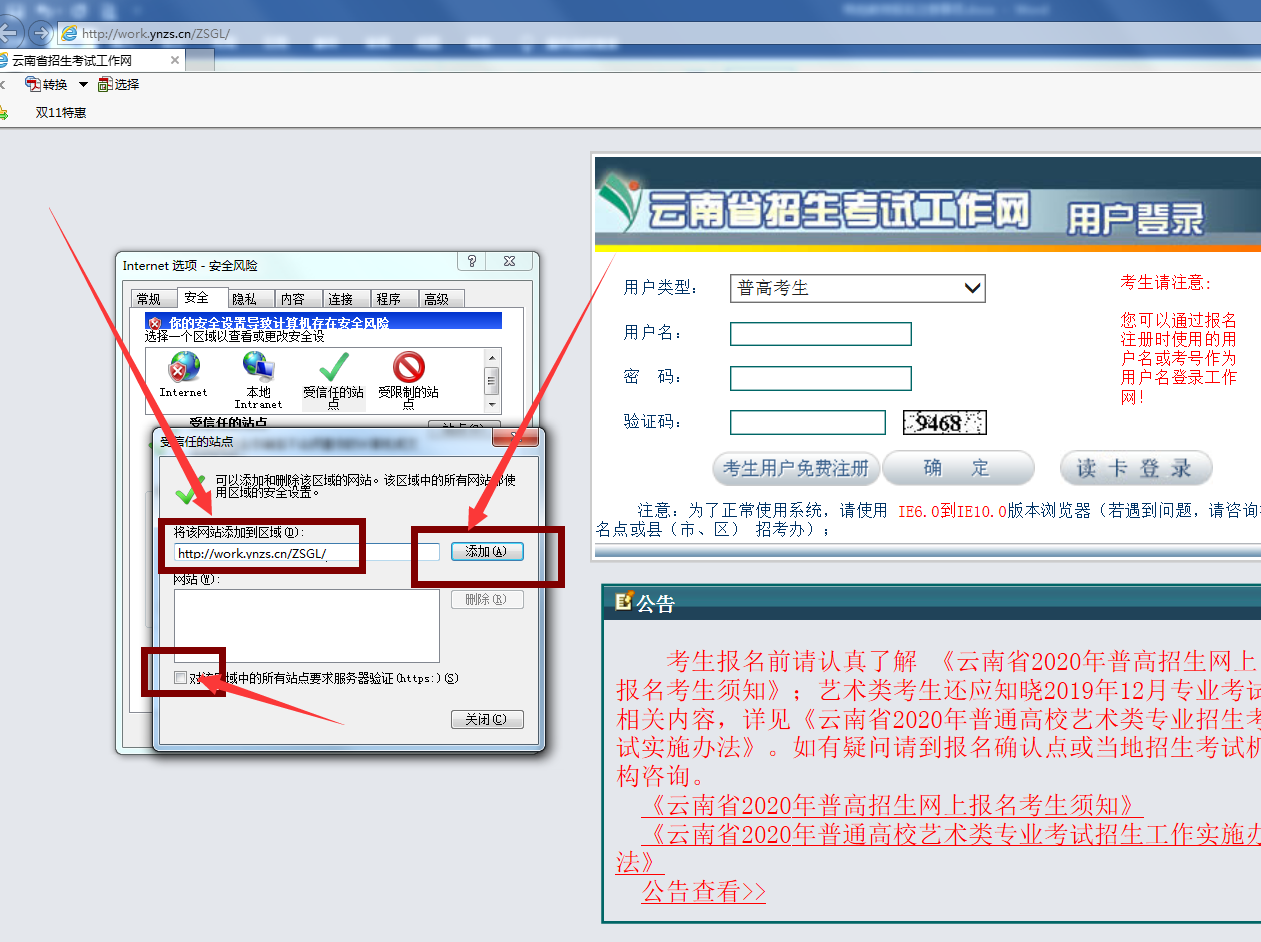 http://work.ynzs.cn/ZSGL/
云南省招生考试工作网
转换
选择
双11特惠
云南省招生考试工作网 用户登录
用户类型:
普高考生
用户名:
密 码:
验证码:
9468
考生用户免费注册
确 定
读 卡 登 录
考生请注意:
您可以通过报名
注册时使用的用
户名或考号作为
用户名登录工作
网!
注意: 为了正常使用系统, 请使用 IE6.0到IE10.0版本浏览器 (若遇到问题, 请咨询
名点或县 (市、区) 招考办) ;
Internet 选项 - 安全风险
常规
安全
隐私
内容
连接
程序
高级
你的安全设置导致计算机存在安全风险
选择一个区域以查看或更改安全设
Internet
本地
Intranet
受信任的站
点
受限制的站
点
受信任的站点
受信任的站点
可以添加和删除该区域的网站。该区域中的所有网站都使
用区域的安全设置。
将该网站添加到区域(D):
http://work.ynzs.cn/ZSGL/
添加(A)
网站(W):
删除(R)
对该区域中的所有站点要求服务器验证(https:)(S)
关闭(C)
公告
考生报名前请认真了解 《云南省2020年普高招生网上
报名考生须知》; 艺术类考生还应知晓2019年12月专业考试
相关内容, 详见《云南省2020年普通高校艺术类专业招生考
试实施办法》。如有疑问请到报名确认点或当地招生考试机
构咨询。
《云南省2020年普高招生网上报名考生须知》
《云南省2020年普通高校艺术类专业考试招生工作实施办
法》
公告查看>>